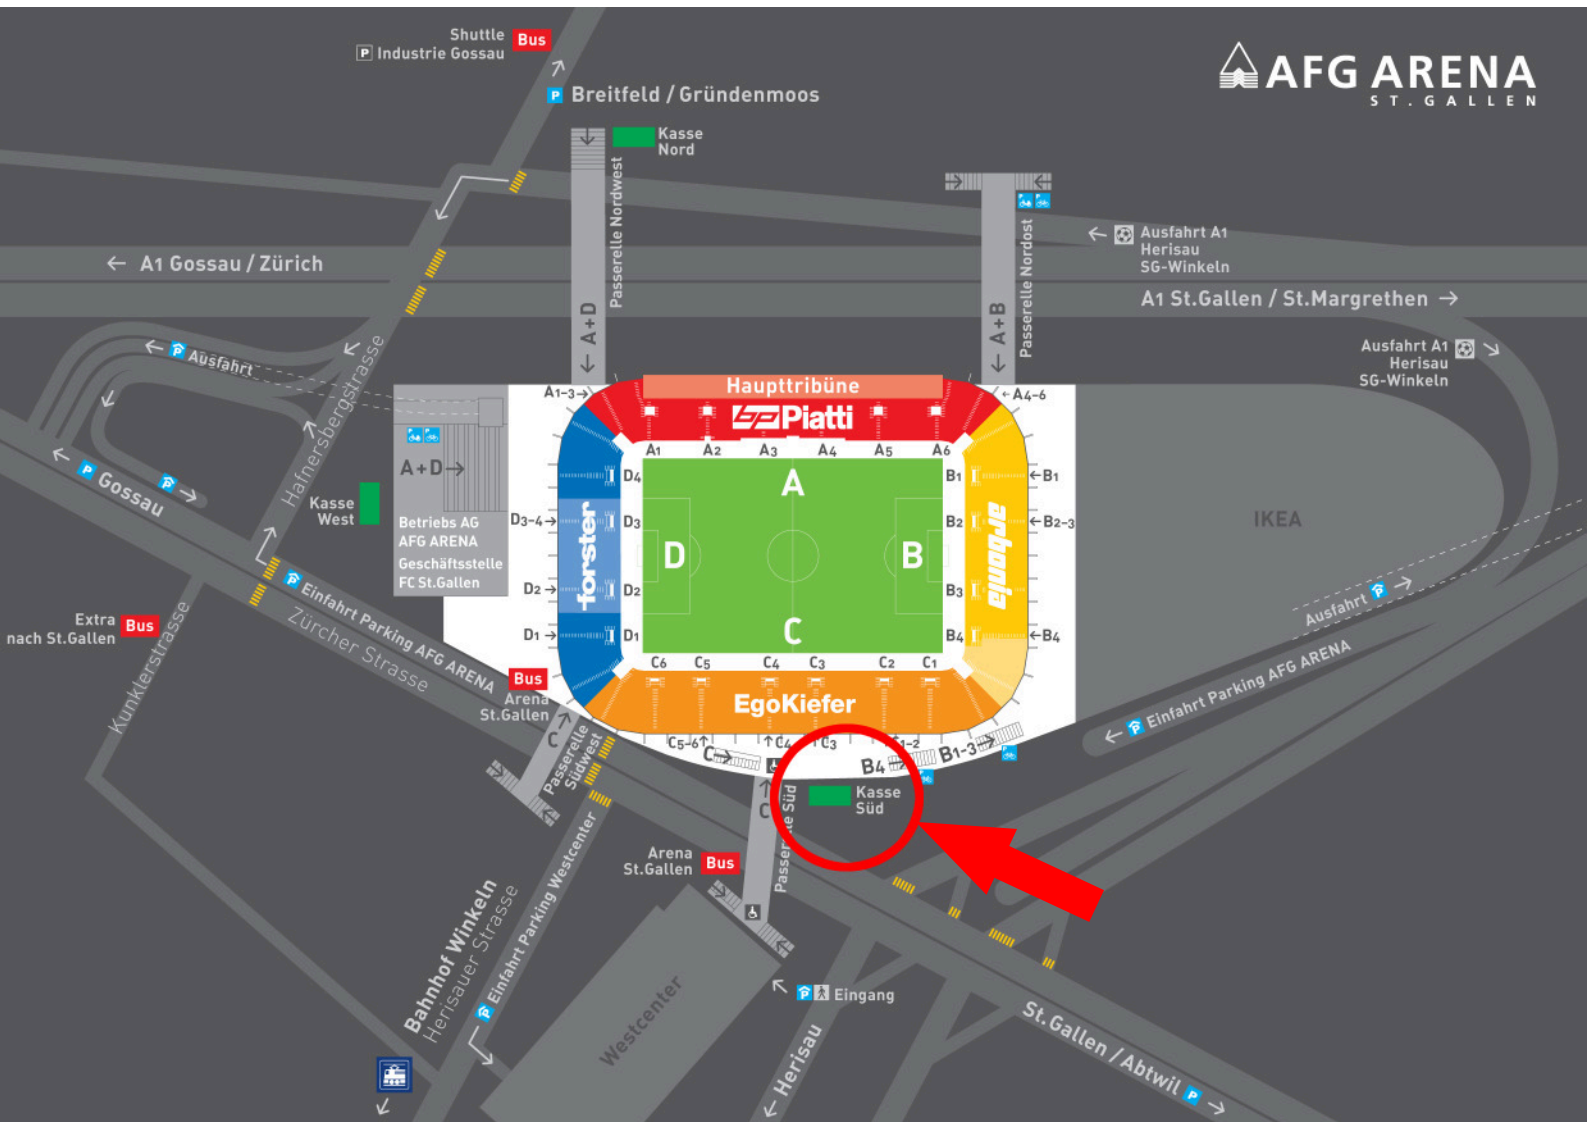 Shuttle
Bus
P Industrie Gossau
P Breitfeld / Gründenmoos
AFG ARENA
ST.GALLEN
Kasse
Nord
Passerelle Nordwest
A+D
Passerelle Nordost
A+B
← Ausfahrt A1
Herisau
SG-Winkeln
← A1 Gossau / Zürich
A1 St.Gallen / St.Margrethen →
Ausfahrt A1
Herisau
SG-Winkeln
← P Ausfahrt
Hafnersbergstrasse
← P Gossau
P →
Kasse
West
A+D→
Betriebs AG
AFG ARENA
Geschäftsstelle
FC St.Gallen
A1-3→
←A4-6
Haupttribüne
bp Piatti
A1 A2 A3 A4 A5 A6
A
D4
D3-4→ D3
D2→ D2
D1→ D1
forster
D
B
B1 ←B1
B2 ←B2-3
B3
B4 ←B4
arbonia
C
C6 C5 C4 C3 C2 C1
EgoKiefer
C5-6↑
↑C4
↑C3
↑C1-2
C→
B4→
B1-3→
IKEA
Ausfahrt P →
← P Einfahrt Parking AFG ARENA
P Einfahrt Parking AFG ARENA
Zürcher Strasse
Extra
nach St.Gallen
Bus
Kunklerstrasse
Bus
Arena
St.Gallen
C
Passerelle
Südwest
C
Passerelle Süd
Kasse
Süd
Arena
St.Gallen
Bus
P Einfahrt Parking Westcenter
Bahnhof Winkeln
Herisauer Strasse
Westcenter
P Eingang
← Herisau
St.Gallen / Abtwil P →